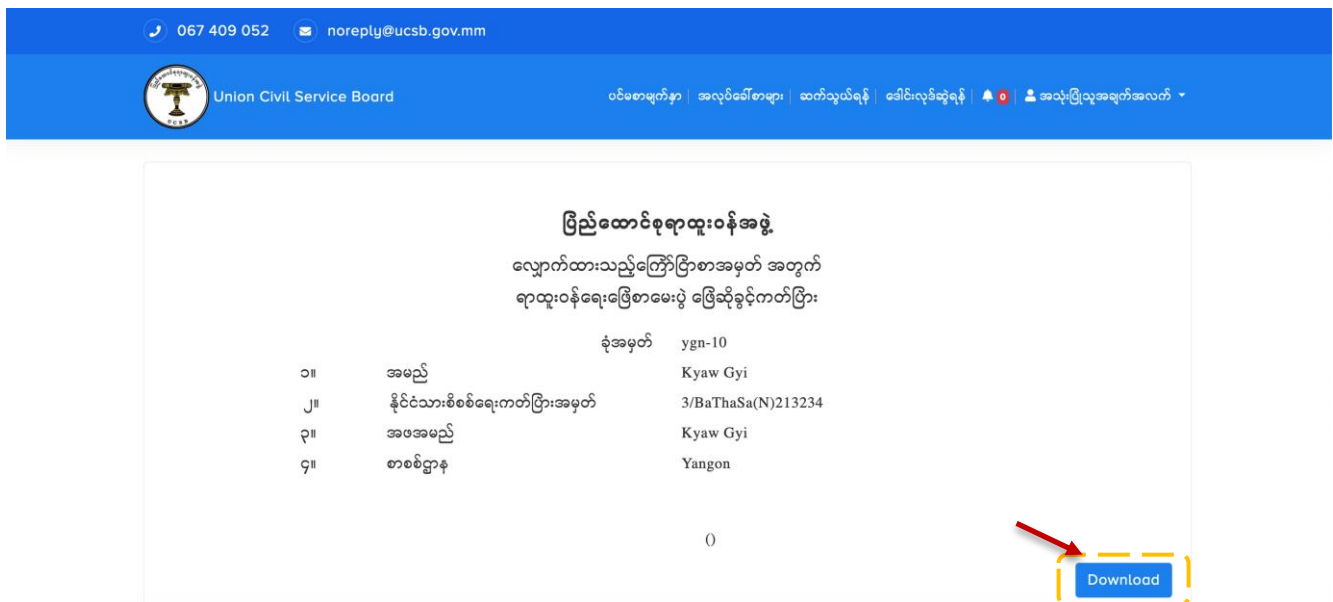 067 409 052 noreply@ucsb.gov.mm
Union Civil Service Board ပင်မစာမျက်နှာ အလုပ်ခေါ်စာများ ဆက်သွယ်ရန် ဒေါင်းလုဒ်ဆွဲရန် 0 အသုံးပြုသူအချက်အလက်
UCSB
ပြည်ထောင်စုရာထူးဝန်အဖွဲ့
လျှောက်ထားသည့်ကြော်ငြာစာအမှတ် အတွက်
ရာထူးဝန်ရေးဖြေစာမေးပွဲ ဖြေဆိုခွင့်ကတ်ပြား
ခုံအမှတ် ygn-10
၁။ အမည် Kyaw Gyi
၂။ နိုင်ငံသားစိစစ်ရေးကတ်ပြားအမှတ် 3/BaThaSa(N)213234
၃။ အဖအမည် Kyaw Gyi
၄။ စာစစ်ဌာန Yangon
()
Download